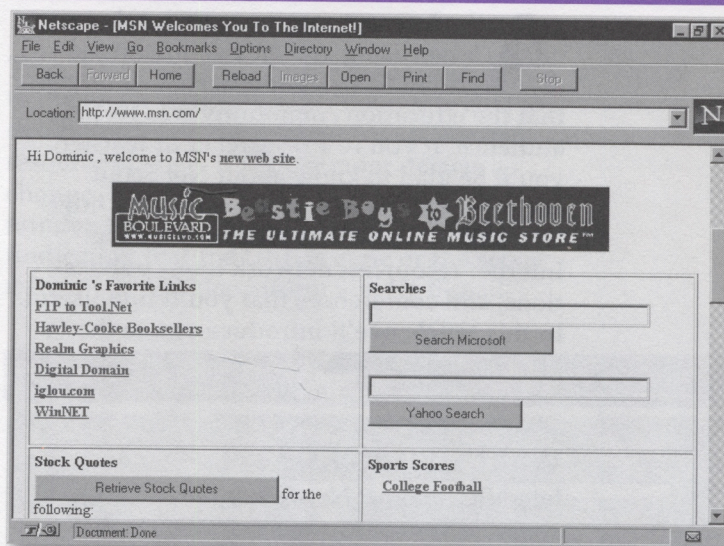 Netscape - [MSN Welcomes You To The Internet!]
File Edit View Go Bookmarks Options Directory Window Help
Back Forward Home Reload Images Open Print Find Stop
Location: http://www.msn.com/
N
Hi Dominic , welcome to MSN's new web site.
MUSIC BOULEVARD
WWW.MUSICBLVD.COM
Beastie Boys to Beethoven
THE ULTIMATE ONLINE MUSIC STORE™
Dominic 's Favorite Links
FTP to Tool.Net
Hawley-Cooke Booksellers
Realm Graphics
Digital Domain
iglou.com
WinNET
Searches
Search Microsoft
Yahoo Search
Stock Quotes
Retrieve Stock Quotes for the
following:
Sports Scores
College Football
Document: Done